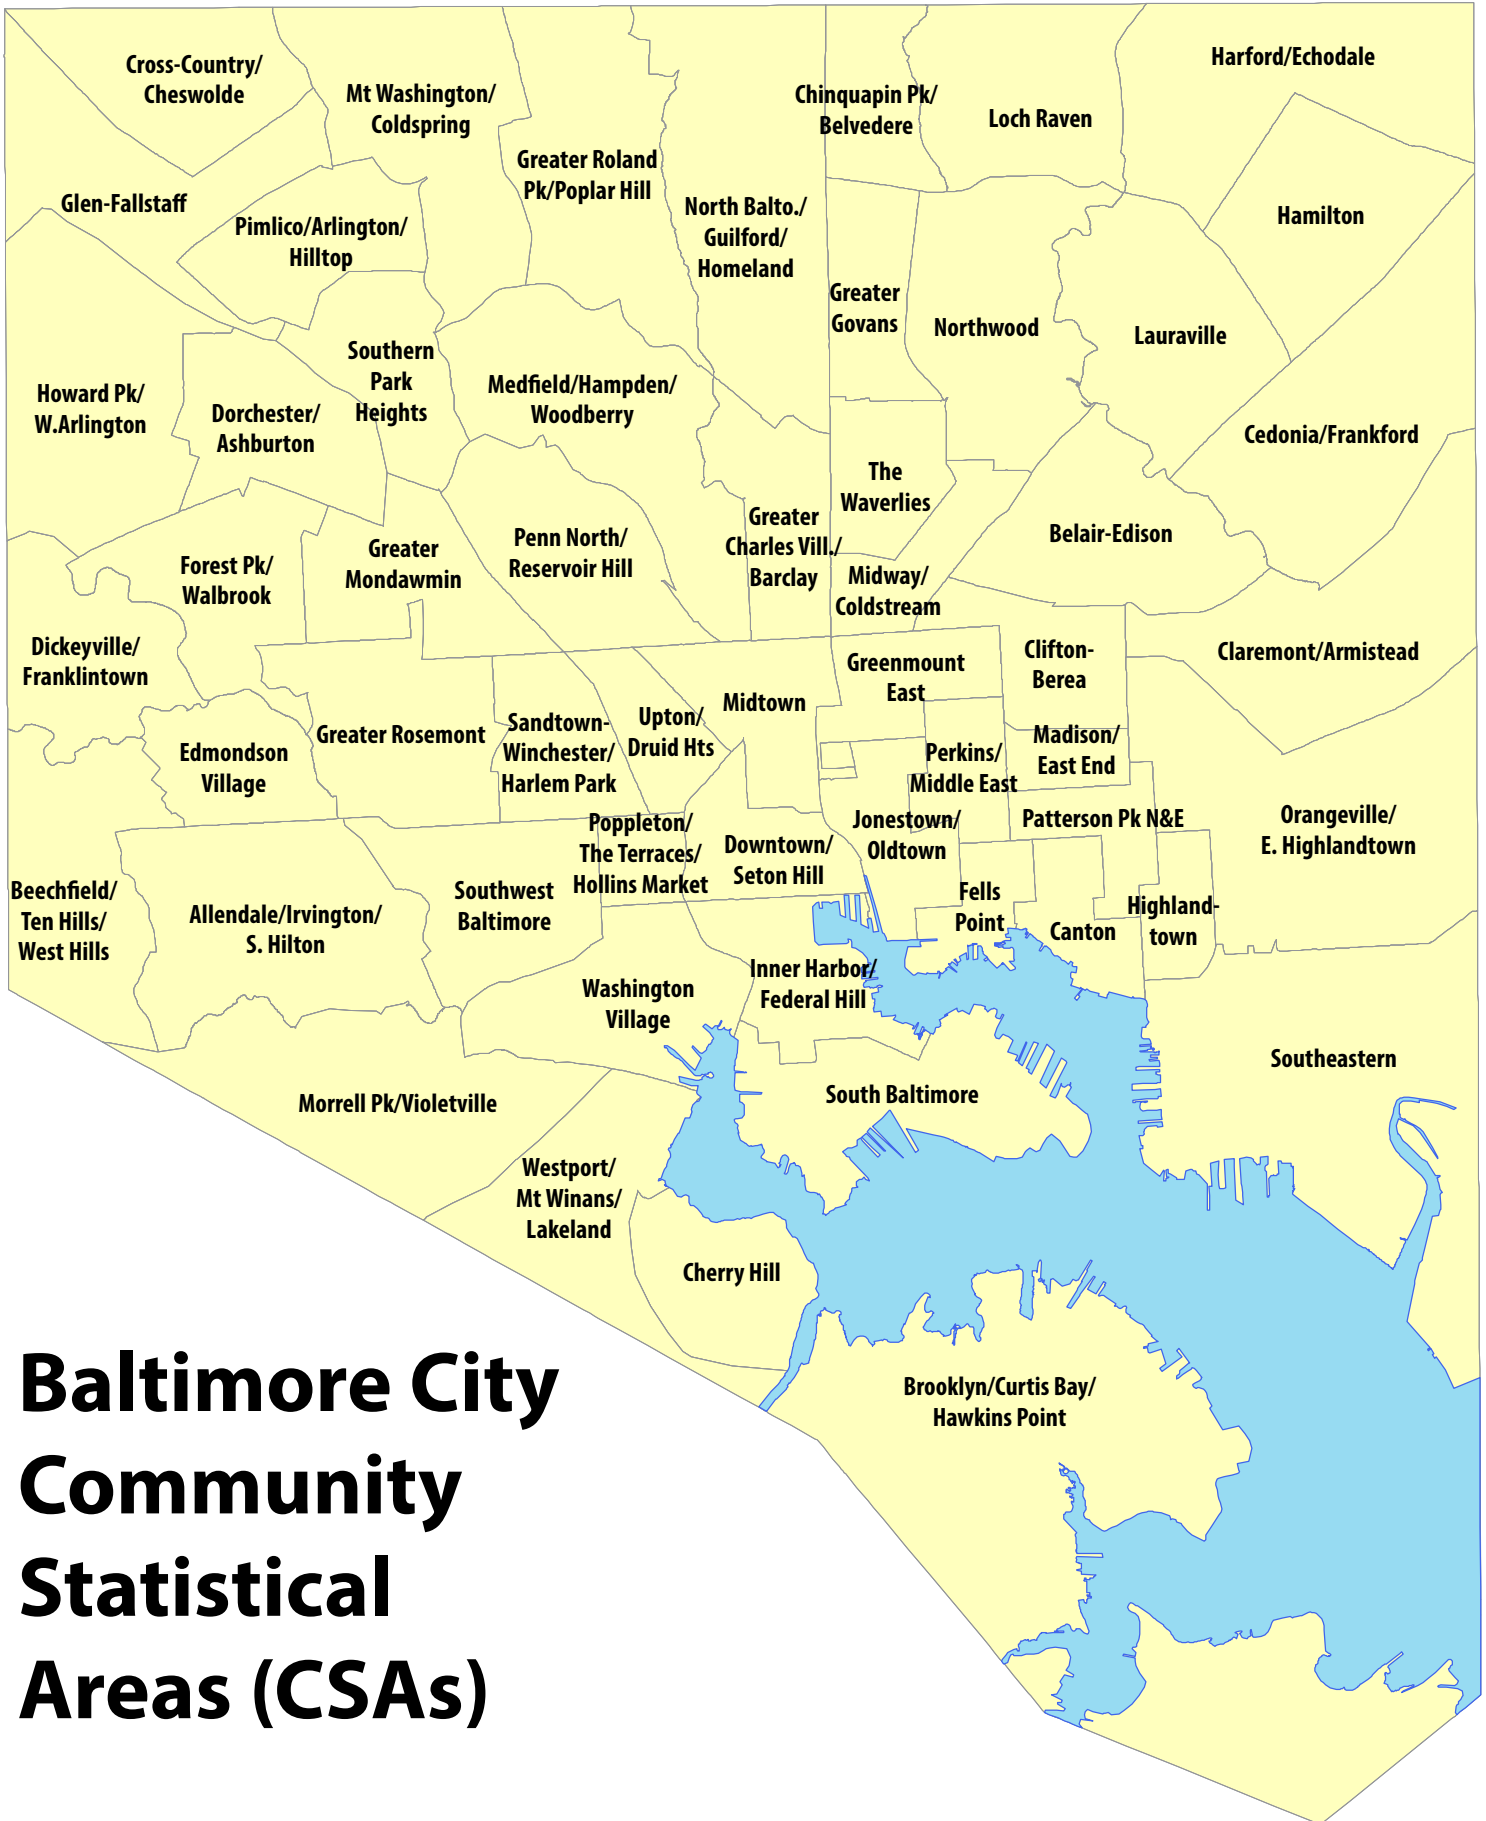 Cross-Country/
Cheswolde
Mt Washington/
Coldspring
Greater Roland
Pk/Poplar Hill
North Balto./
Guilford/
Homeland
Chinquapin Pk/
Belvedere
Loch Raven
Harford/Echodale
Glen-Fallstaff
Pimlico/Arlington/
Hilltop
Hamilton
Greater
Govans
Northwood
Lauraville
Howard Pk/
W.Arlington
Dorchester/
Ashburton
Southern
Park
Heights
Medfield/Hampden/
Woodberry
Cedonia/Frankford
The
Waverlies
Forest Pk/
Walbrook
Greater
Mondawmin
Penn North/
Reservoir Hill
Greater
Charles Vill./
Barclay
Midway/
Coldstream
Belair-Edison
Dickeyville/
Franklintown
Greenmount
East
Clifton-
Berea
Claremont/Armistead
Edmondson
Village
Greater Rosemont
Sandtown-
Winchester/
Harlem Park
Upton/
Druid Hts
Midtown
Perkins/
Middle East
Madison/
East End
Poppleton/
The Terraces/
Hollins Market
Downtown/
Seton Hill
Jonestown/
Oldtown
Patterson Pk N&E
Orangeville/
E. Highlandtown
Beechfield/
Ten Hills/
West Hills
Allendale/Irvington/
S. Hilton
Southwest
Baltimore
Fells
Point
Canton
Highland-
town
Washington
Village
Inner Harbor/
Federal Hill
Southeastern
Morrell Pk/Violetville
South Baltimore
Westport/
Mt Winans/
Lakeland
Cherry Hill
Brooklyn/Curtis Bay/
Hawkins Point
Baltimore City
Community
Statistical
Areas (CSAs)